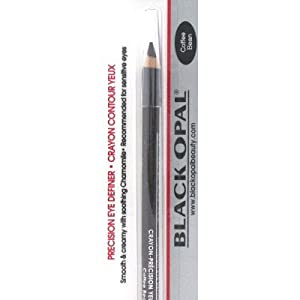 Coffee
Bean
BLACK OPAL®
www.blackopalbeauty.com
PRECISION EYE DEFINER • CRAYON CONTOUR YEUX
Smooth & creamy with soothing Chamomile • Recommended for sensitive eyes
CRAYON-PRECISION